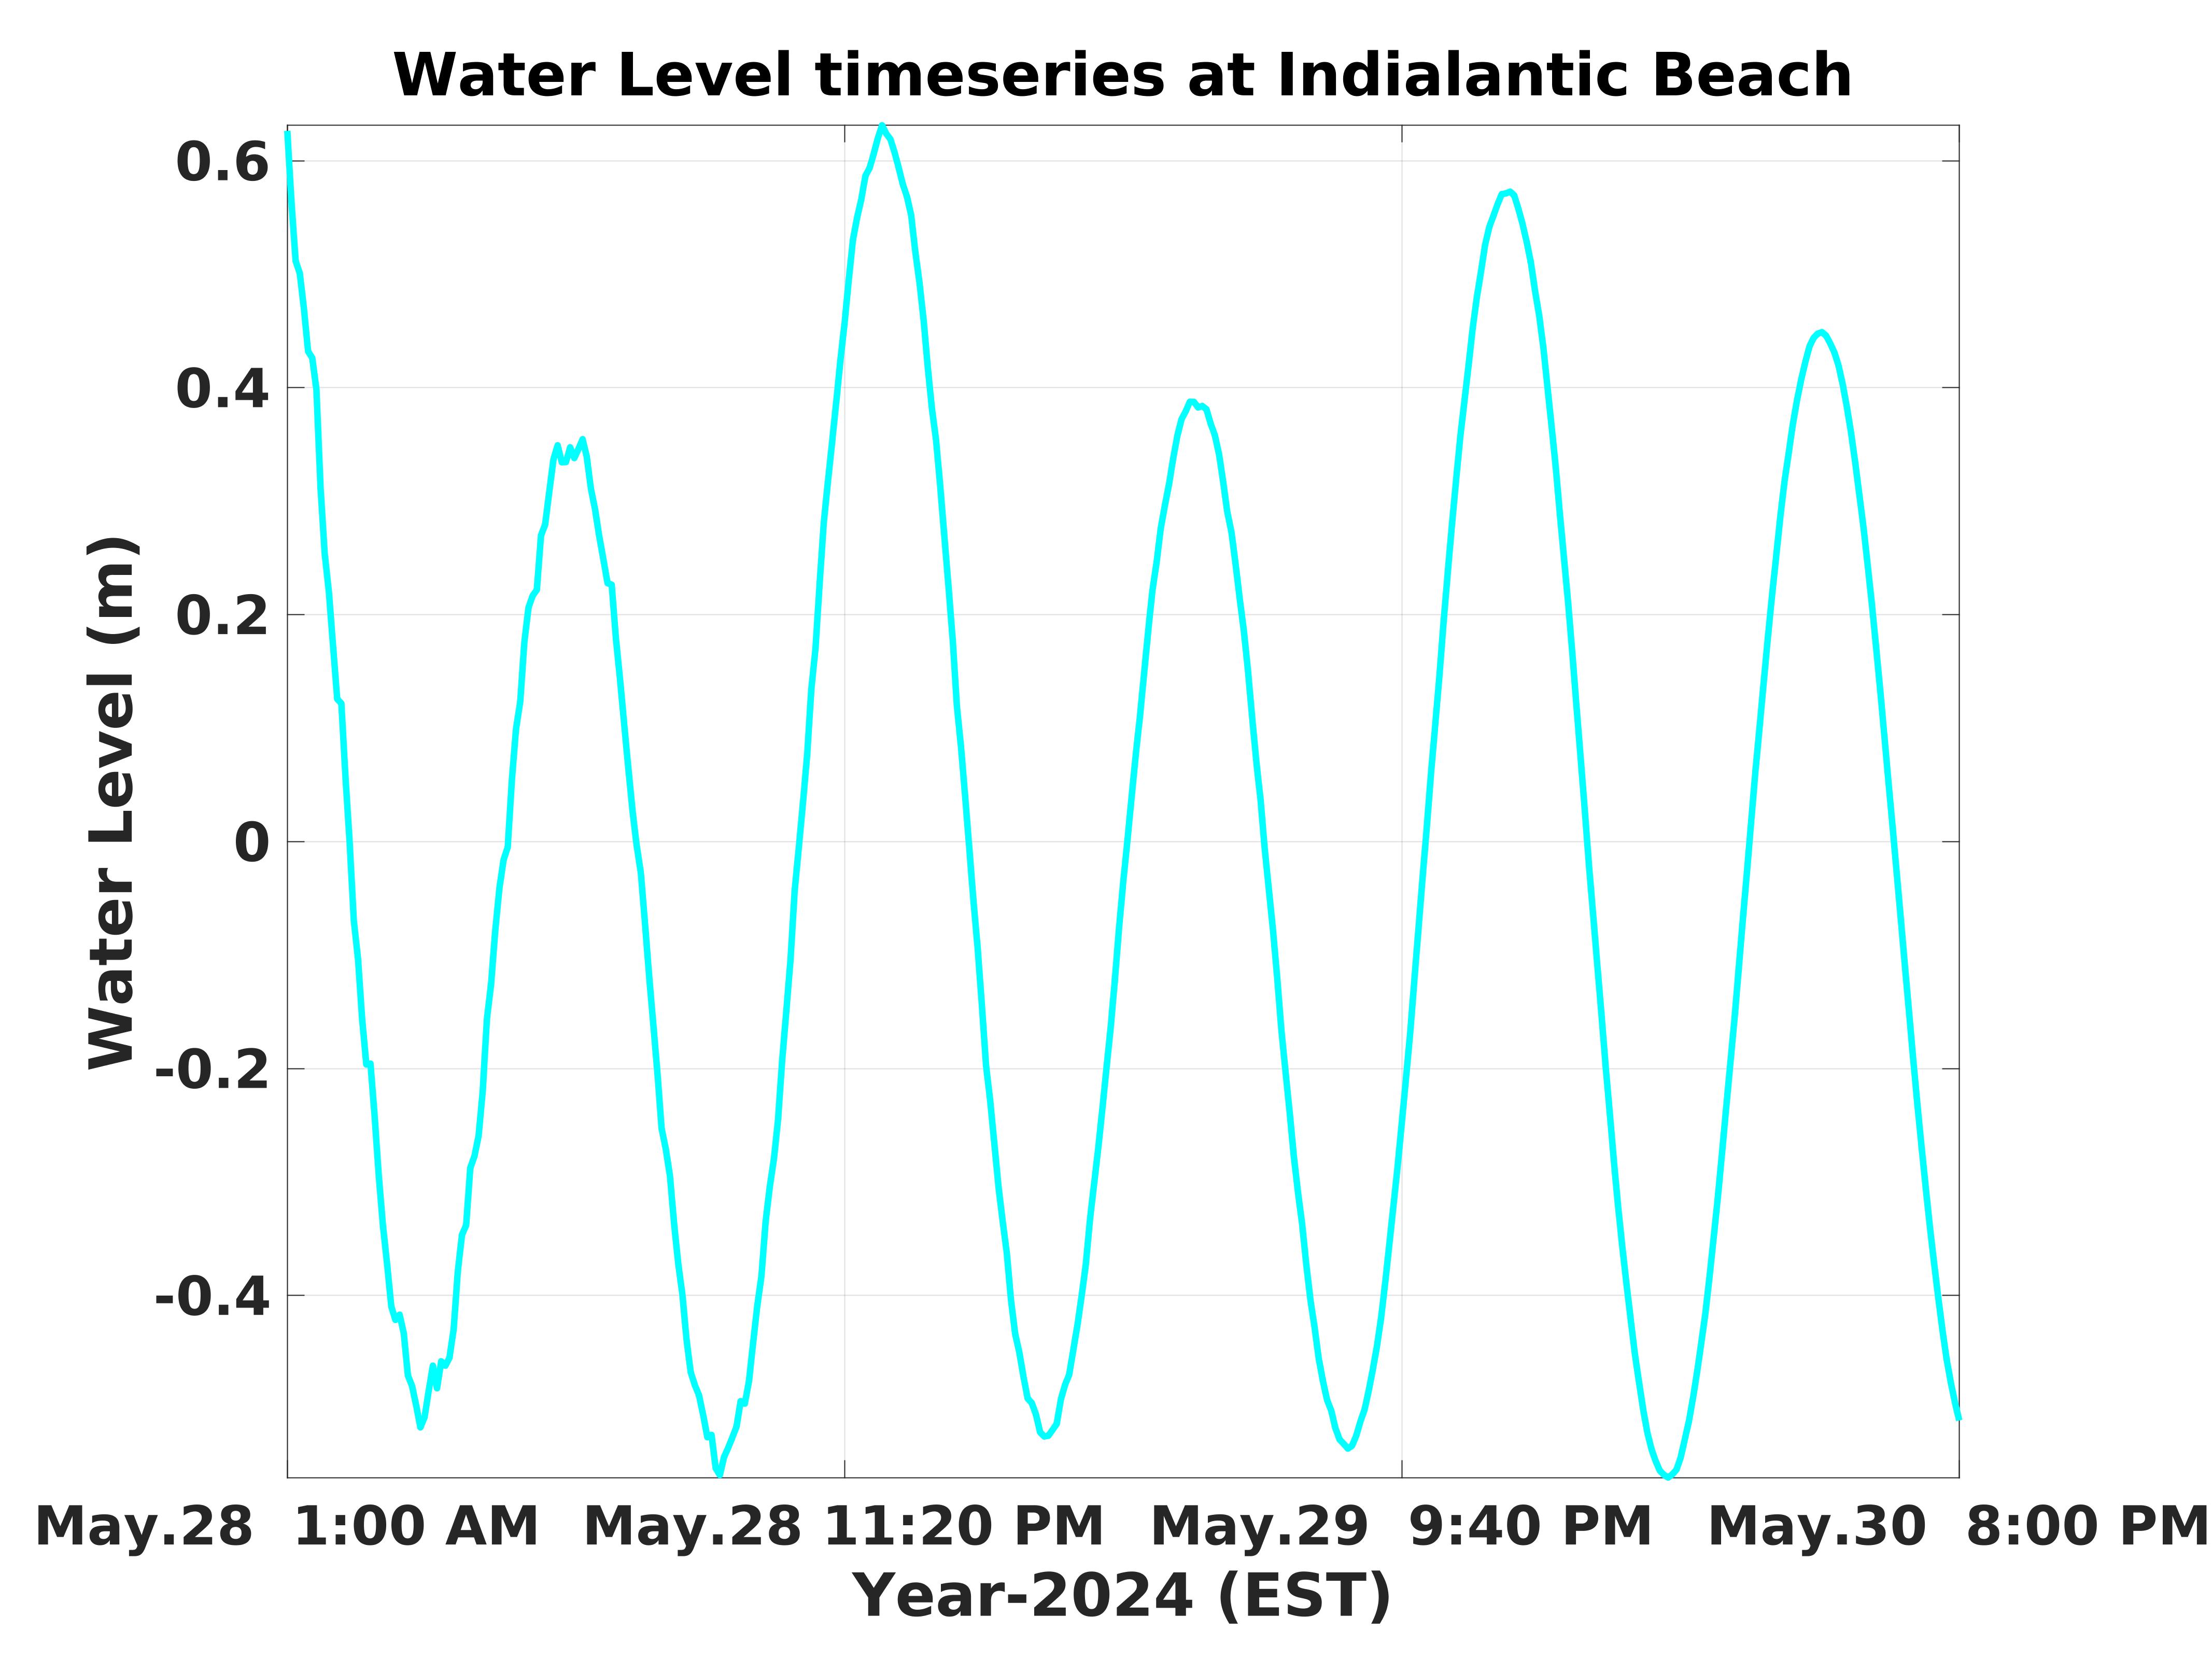 Water Level timeseries at Indialantic Beach
0.6
0.4
0.2
0
-0.2
-0.4
Water Level (m)
May.28 1:00 AM May.28 11:20 PM May.29 9:40 PM May.30 8:00 PM
Year-2024 (EST)